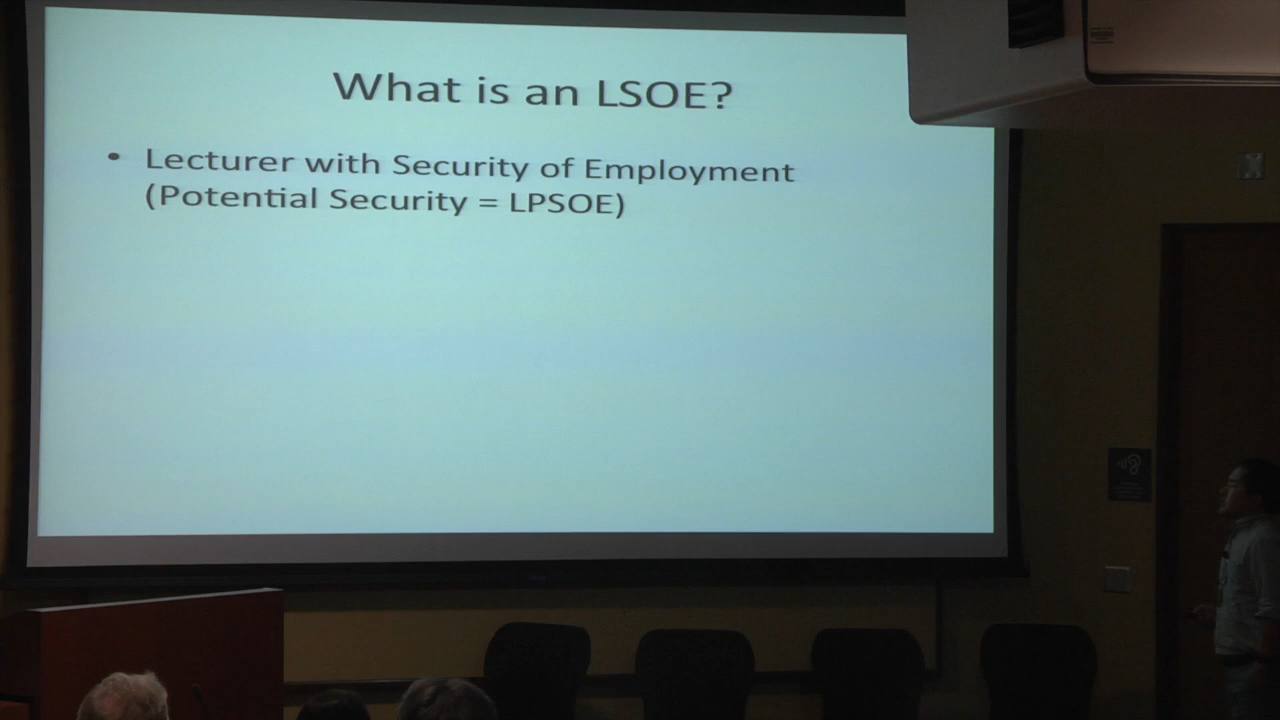 What is an LSOE?
• Lecturer with Security of Employment
(Potential Security = LPSOE)